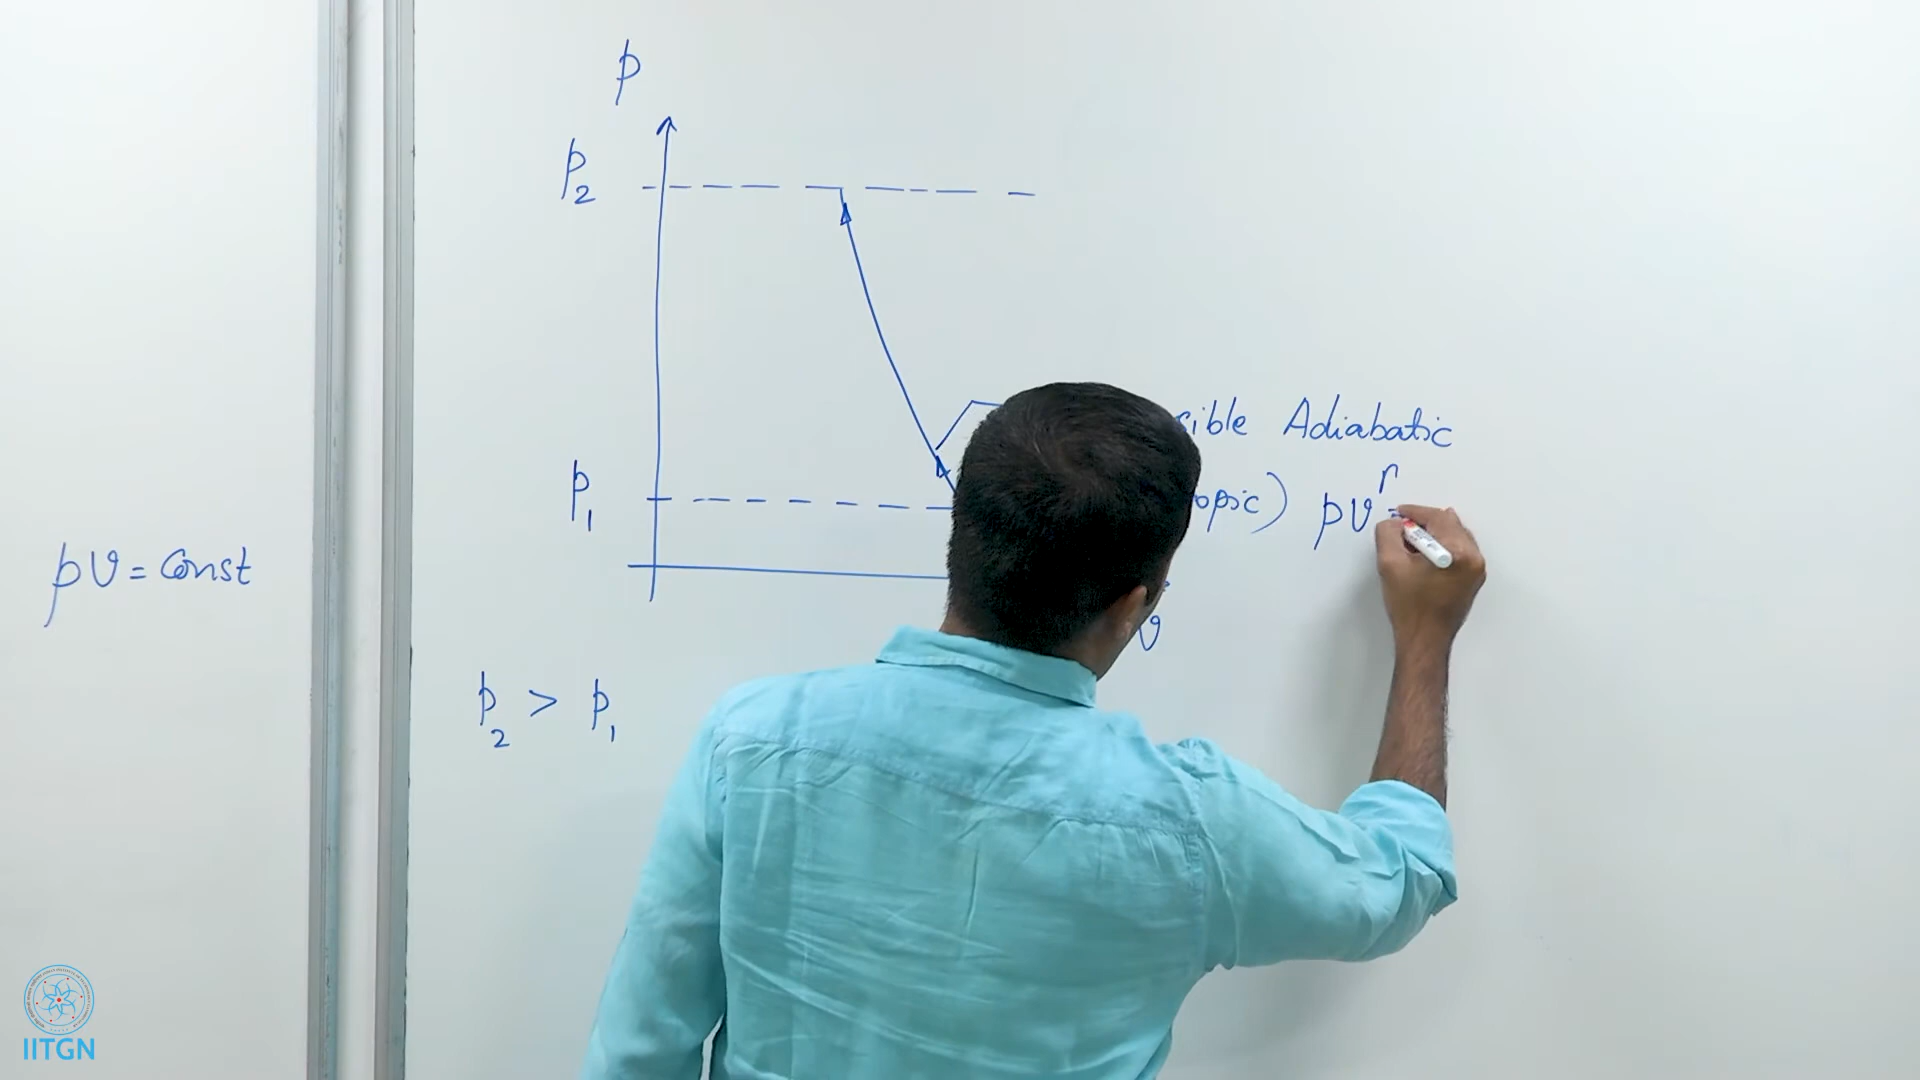 p
p2
p1
sible Adiabatic
opic) pv^r =
v
pv = Const
p2 > p1
IITGN